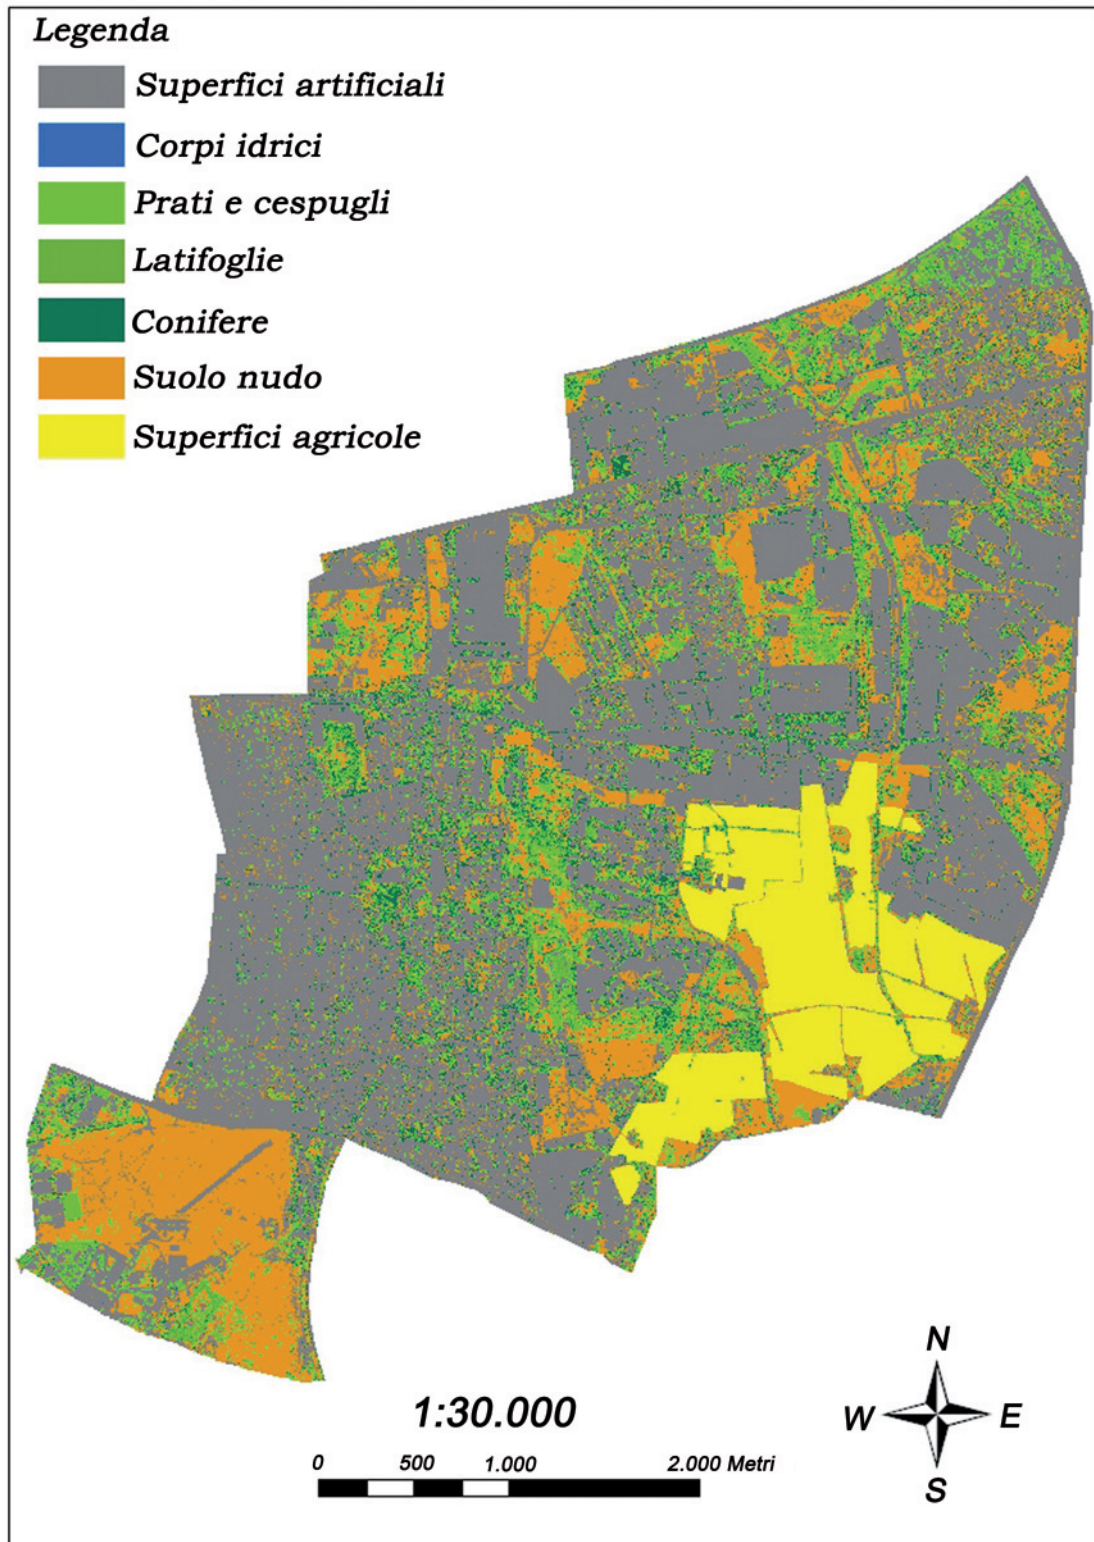 Legenda
Superfici artificiali
Corpi idrici
Prati e cespugli
Latifoglie
Conifere
Suolo nudo
Superfici agricole
1:30.000
0 500 1.000 2.000 Metri
N
W E
S